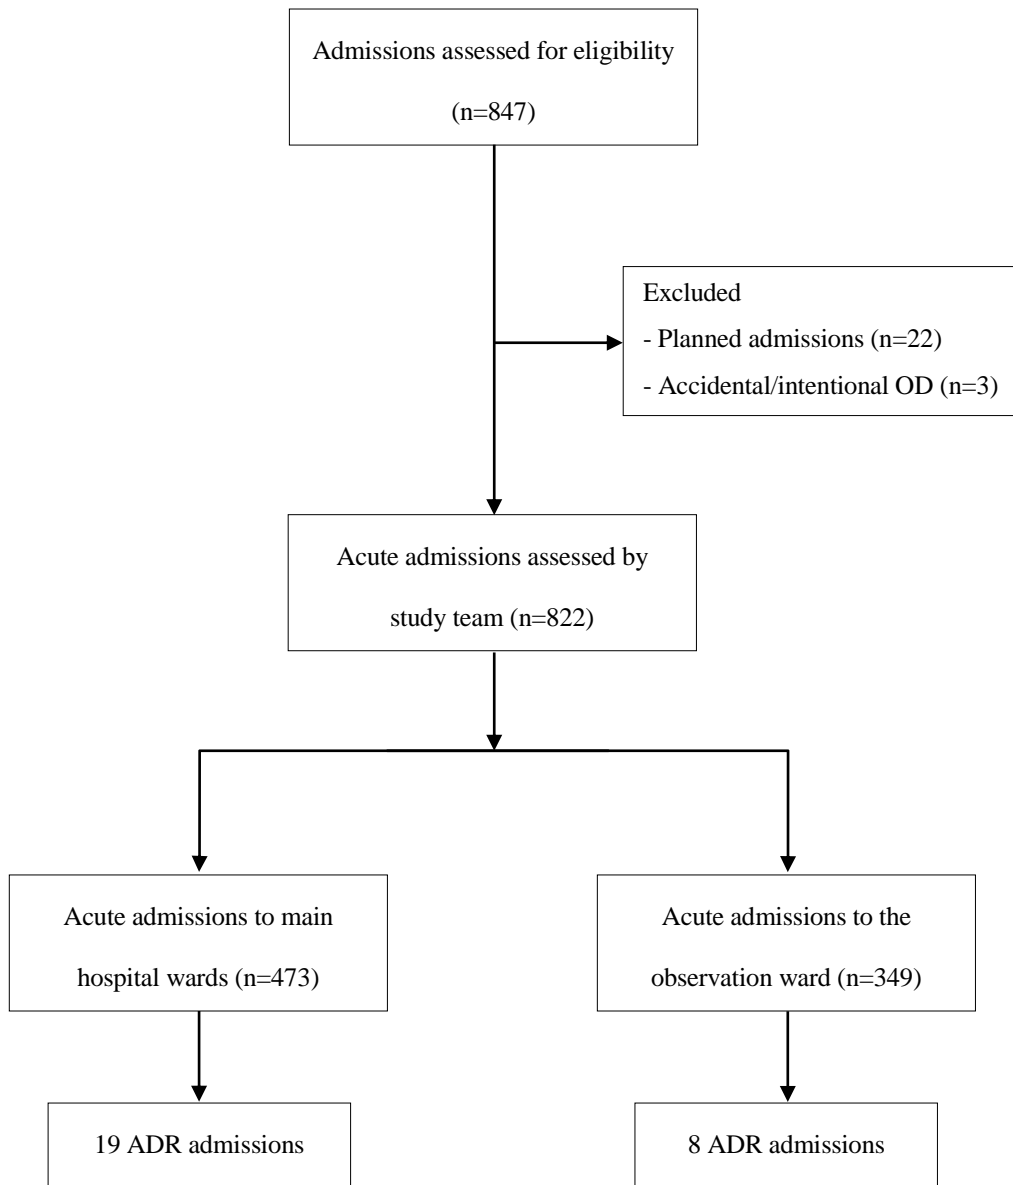 Admissions assessed for eligibility
(n=847)
Excluded
- Planned admissions (n=22)
- Accidental/intentional OD (n=3)
Acute admissions assessed by
study team (n=822)
Acute admissions to main
hospital wards (n=473)
Acute admissions to the
observation ward (n=349)
19 ADR admissions
8 ADR admissions